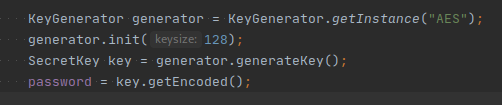 KeyGenerator generator = KeyGenerator.getInstance("AES");
generator.init( keysize: 128);
SecretKey key = generator.generateKey();
password = key.getEncoded();